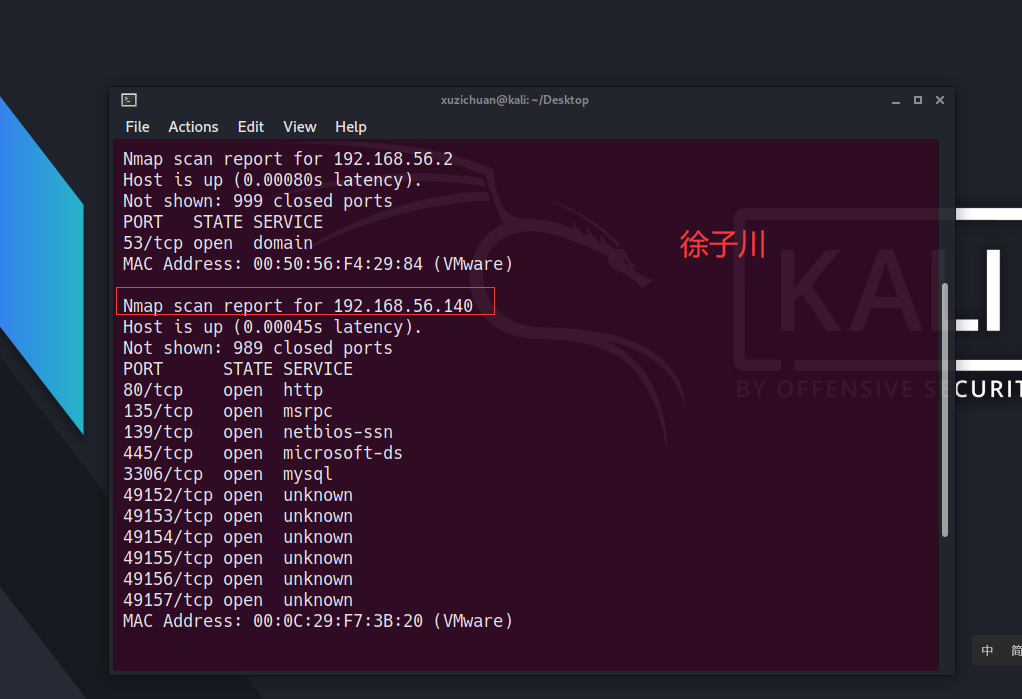 xuzichuan@kali: ~/Desktop
File Actions Edit View Help
Nmap scan report for 192.168.56.2
Host is up (0.00080s latency).
Not shown: 999 closed ports
PORT   STATE SERVICE
53/tcp open  domain
MAC Address: 00:50:56:F4:29:84 (VMware)
徐子川
Nmap scan report for 192.168.56.140
Host is up (0.00045s latency).
Not shown: 989 closed ports
PORT      STATE SERVICE
80/tcp    open  http
135/tcp   open  msrpc
139/tcp   open  netbios-ssn
445/tcp   open  microsoft-ds
3306/tcp  open  mysql
49152/tcp open  unknown
49153/tcp open  unknown
49154/tcp open  unknown
49155/tcp open  unknown
49156/tcp open  unknown
49157/tcp open  unknown
MAC Address: 00:0C:29:F7:3B:20 (VMware)
KALI
BY OFFENSIVE SECURIT
中 简